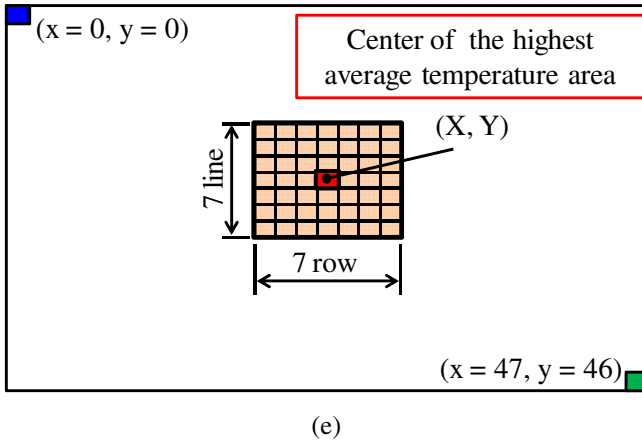 (x = 0, y = 0)
Center of the highest
average temperature area
(X, Y)
7 line
7 row
(x = 47, y = 46)
(e)